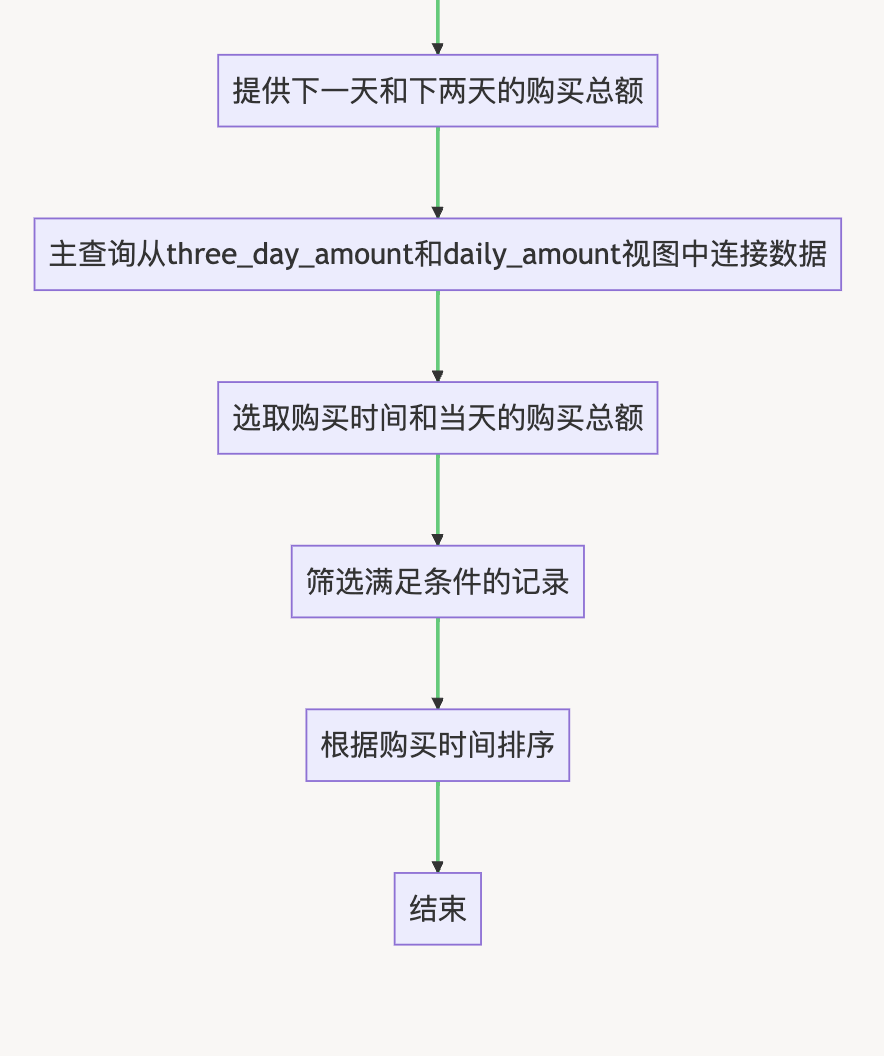 提供下一天和下两天的购买总额
主查询从three_day_amount和daily_amount视图中连接数据
选取购买时间和当天的购买总额
筛选满足条件的记录
根据购买时间排序
结束